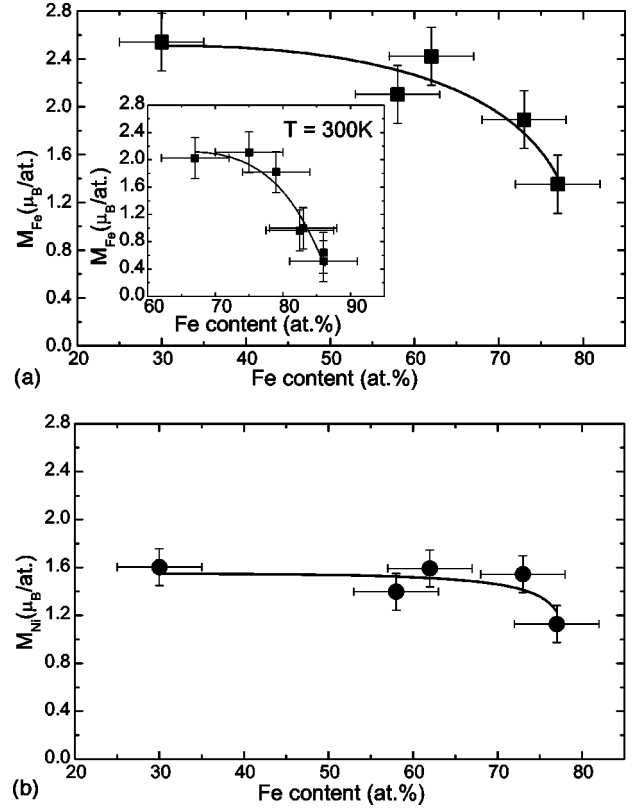 2.8
2.4
2.0
1.6
1.2
0.8
0.4
0.0
M_Fe(μ_B/at.)
2.8
2.4
2.0
1.6
1.2
0.8
0.4
0.0
M_Fe(μ_B/at.)
T = 300K
60 70 80 90
Fe content (at.%)
20 30 40 50 60 70 80
(a) Fe content (at.%)
2.8
2.4
2.0
1.6
1.2
0.8
0.4
0.0
M_Ni(μ_B/at.)
20 30 40 50 60 70 80
(b) Fe content (at.%)